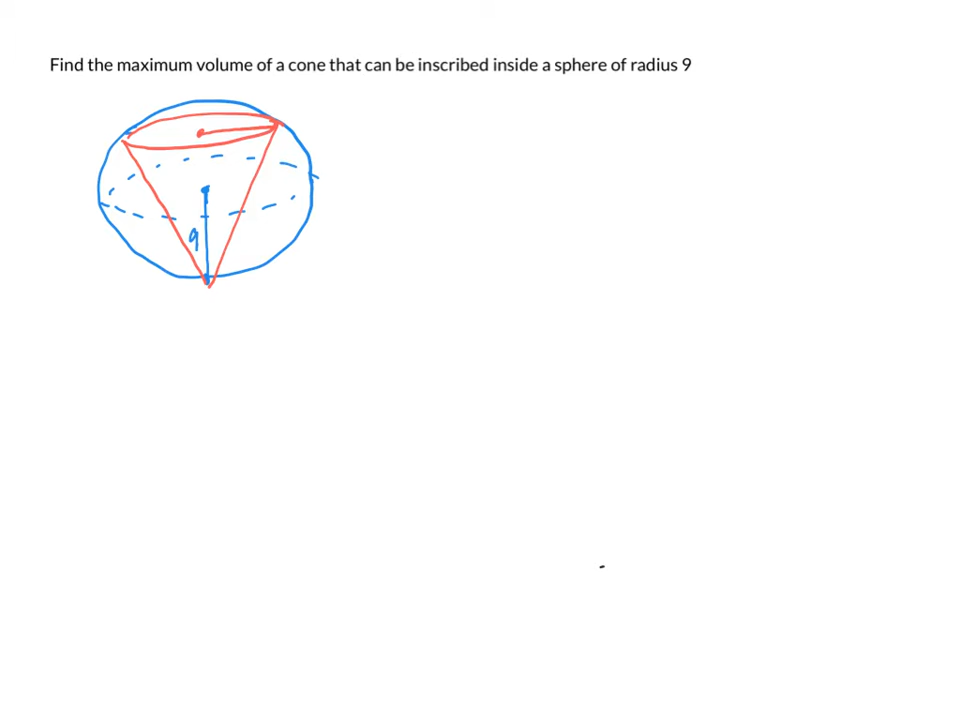 Find the maximum volume of a cone that can be inscribed inside a sphere of radius 9
9